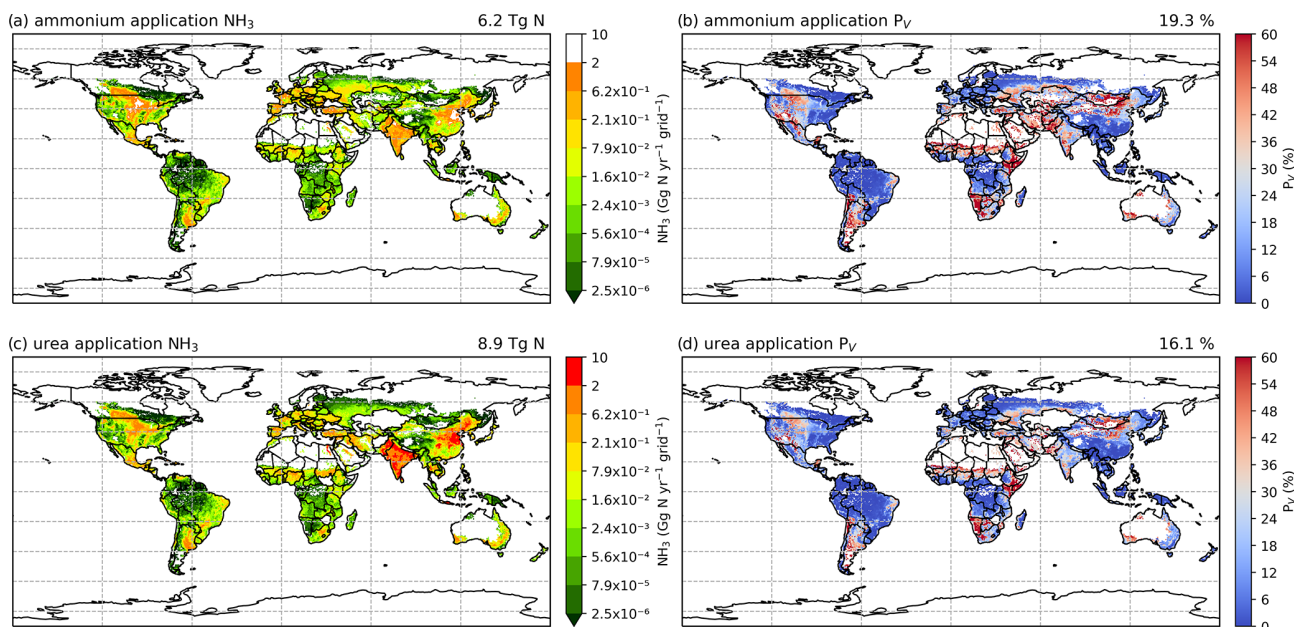 (a) ammonium application NH₃ 6.2 Tg N
10
2
6.2x10⁻¹
2.1x10⁻¹
7.9x10⁻²
1.6x10⁻²
2.4x10⁻³
5.6x10⁻⁴
7.9x10⁻⁵
2.5x10⁻⁶
NH₃ (Gg N yr⁻¹ grid⁻¹)
(b) ammonium application Pᵥ 19.3 %
60
54
48
42
36
30
24
18
12
6
0
Pᵥ (%)
(c) urea application NH₃ 8.9 Tg N
10
2
6.2x10⁻¹
2.1x10⁻¹
7.9x10⁻²
1.6x10⁻²
2.4x10⁻³
5.6x10⁻⁴
7.9x10⁻⁵
2.5x10⁻⁶
NH₃ (Gg N yr⁻¹ grid⁻¹)
(d) urea application Pᵥ 16.1 %
60
54
48
42
36
30
24
18
12
6
0
Pᵥ (%)